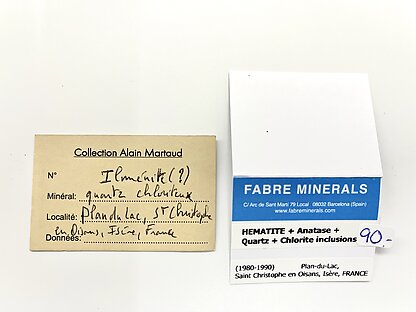 Collection Alain Martaud
N° Ilménite (?)
Minéral: quartz chloriteux
Localité: Plan du Lac, St Christophe
en Oisans, Isère, France
Données:
FABRE MINERALS
C/ Arc de Sant Marti 79 Local 08032 Barcelona (Spain)
www.fabreminerals.com
HEMATITE + Anatase +
Quartz + Chlorite inclusions 90.-
(1980-1990) Plan-du-Lac,
Saint Christophe en Oisans, Isère, FRANCE